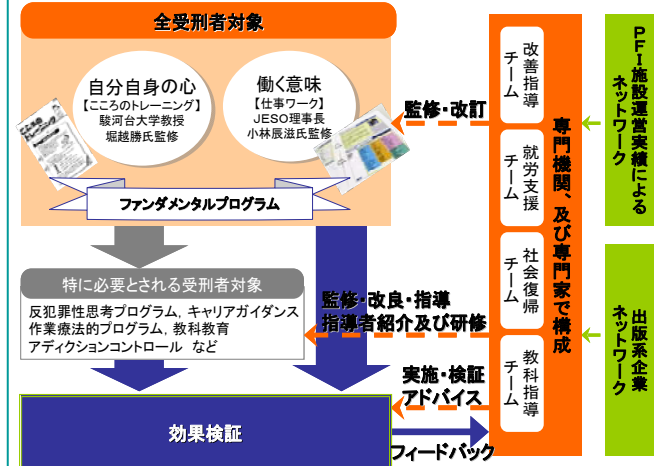 全受刑者対象
自分自身の心
【こころのトレーニング】
駿河台大学教授
堀越勝氏監修
働く意味
【仕事ワーク】
JESO理事長
小林辰滋氏監修
ファンダメンタルプログラム
特に必要とされる受刑者対象
反犯罪性思考プログラム，キャリアガイダンス
作業療法的プログラム，教科教育
アディクションコントロール など
効果検証
監修・改訂
監修・改良・指導
指導者紹介及び研修
実施・検証
アドバイス
フィードバック
改善指導
チーム
就労支援
チーム
社会復帰
チーム
教科指導
チーム
専門機関、及び専門家で構成
PFI施設運営実績による
ネットワーク
出版系企業
ネットワーク